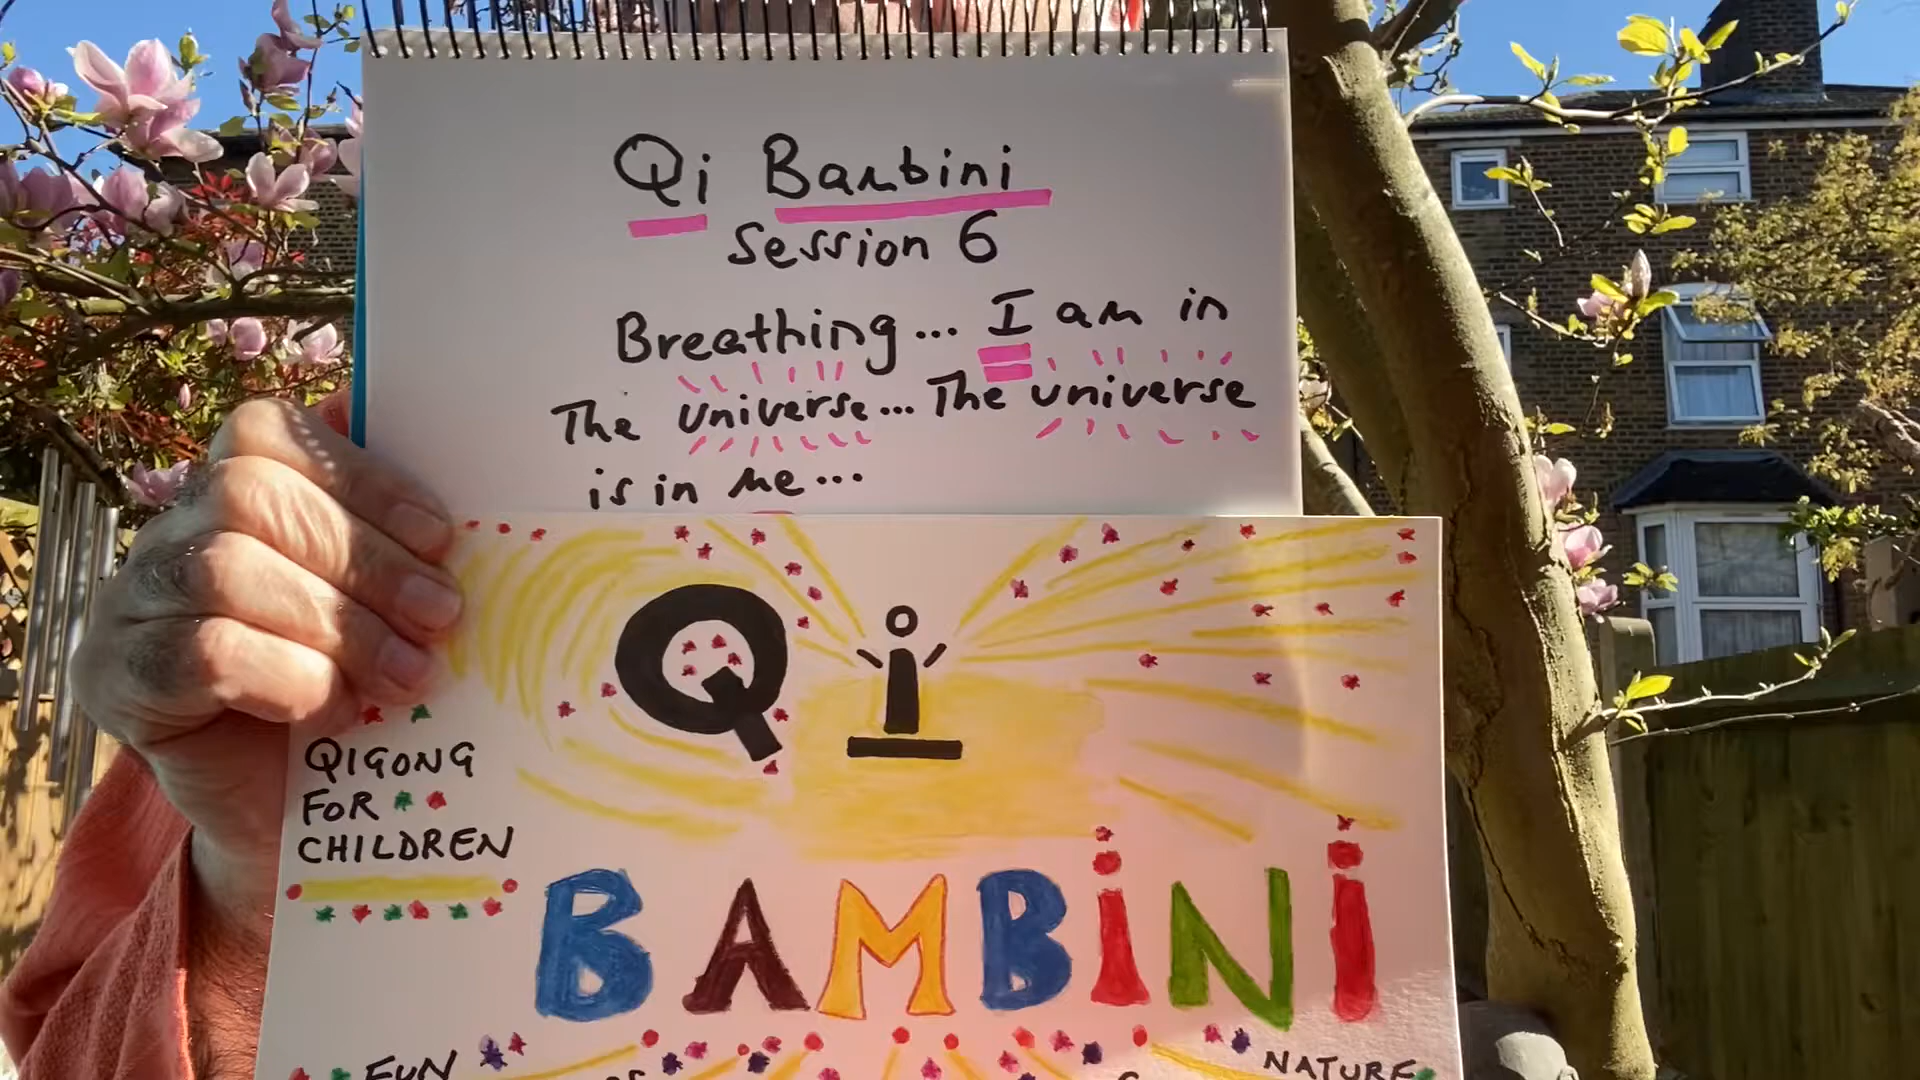 Qi Bambini
Session 6
Breathing... I am in
The universe... The universe
is in me...
Qi
QIGONG
FOR
CHILDREN
BAMBINI
FUN
NATURE